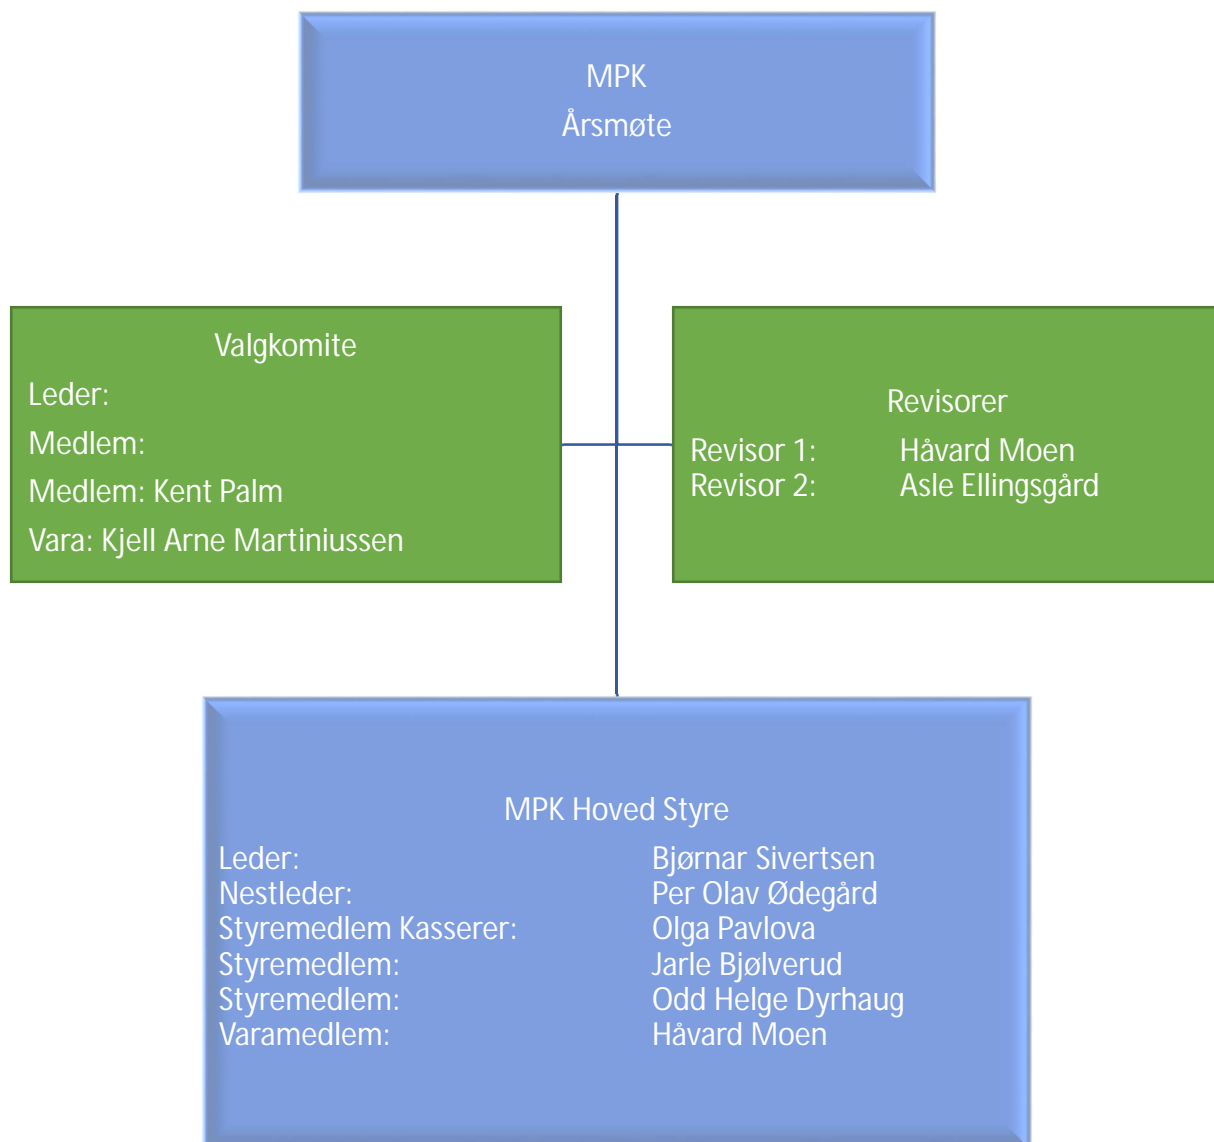 MPK
Årsmøte
Valgkomite
Leder:
Medlem:
Medlem: Kent Palm
Vara: Kjell Arne Martiniussen
Revisorer
Revisor 1: Håvard Moen
Revisor 2: Asle Ellingsgård
MPK Hoved Styre
Leder: Bjørnar Sivertsen
Nestleder: Per Olav Ødegård
Styremedlem Kasserer: Olga Pavlova
Styremedlem: Jarle Bjølverud
Styremedlem: Odd Helge Dyrhaug
Varamedlem: Håvard Moen